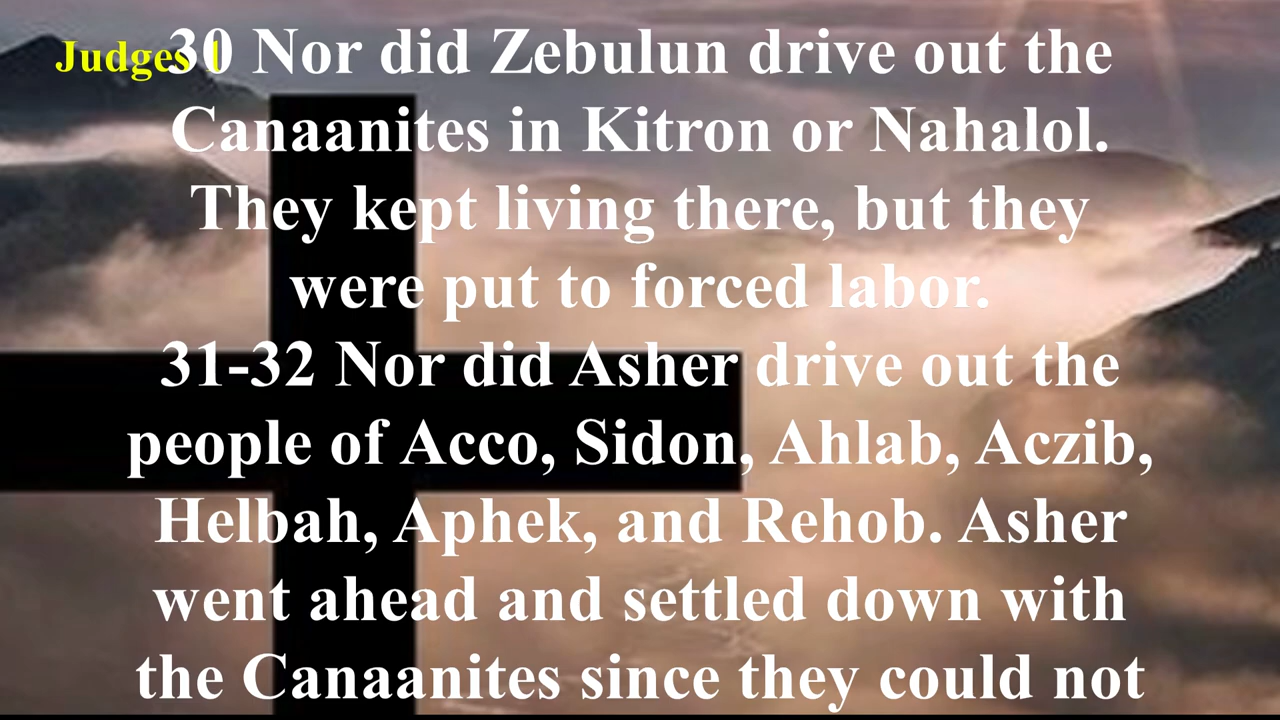 Judges 1
30 Nor did Zebulun drive out the
Canaanites in Kitron or Nahalol.
They kept living there, but they
were put to forced labor.
31-32 Nor did Asher drive out the
people of Acco, Sidon, Ahlab, Aczib,
Helbah, Aphek, and Rehob. Asher
went ahead and settled down with
the Canaanites since they could not